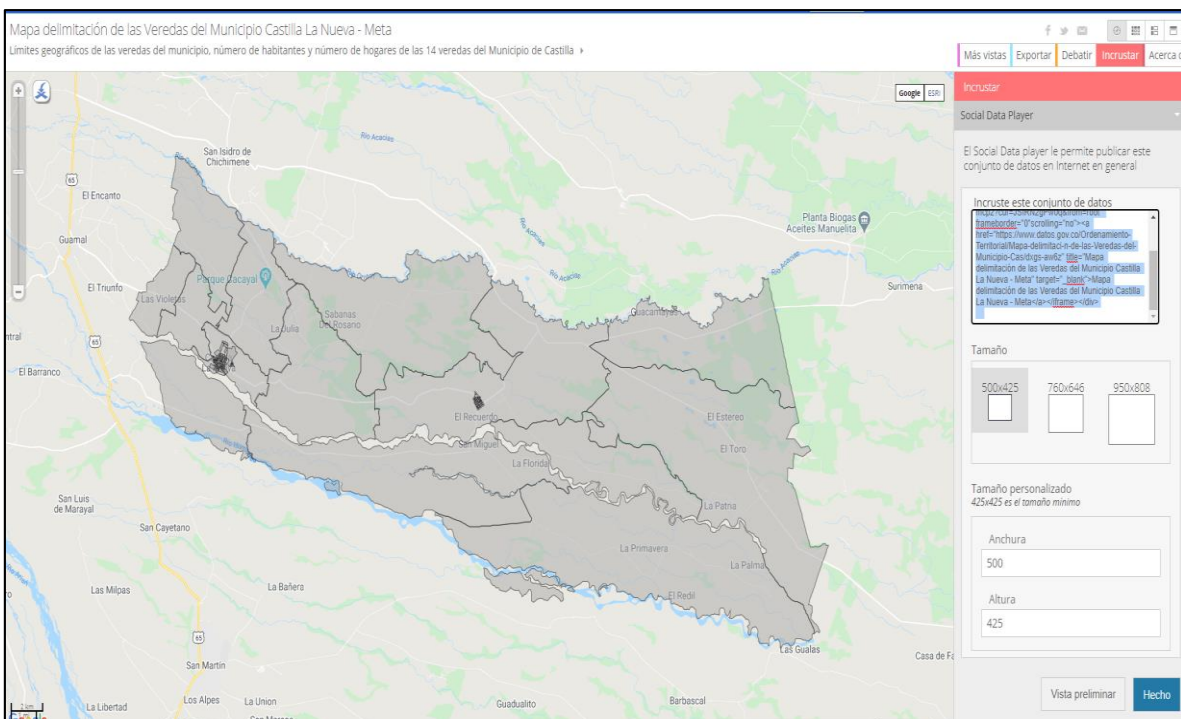 Mapa delimitación de las Veredas del Municipio Castilla La Nueva - Meta
Límites geográficos de las veredas del municipio, número de habitantes y número de hogares de las 14 veredas del Municipio de Castilla
Más vistas Exportar Debatir Incrustar Acerca d
Google ESRI
Río Acacías
San Isidro de
Chichimene
65
El Encanto
Planta Biogas
Aceites Manuelita
Guamal
Río Acacías
Río Acacías
Río Acacías
Parque Cacayal
El Triunfo
Surimena
Las Violetas
Guacamayas
Sabanas
Del Rosario
La Julia
ntral
65
El Barranco
El Recuerdo
El Estereo
San Miguel
El Toro
La Floridal
San Luis
de Marayal
La Patria
San Cayetano
La Primavera
La Palma
Las Milpas
La Bañera
El Redil
65
Las Gualas
Casa de Fa
San Martin
2 km
La Libertad
Los Alpes
La Union
Guadualito
Barbascal
Incrustar
Social Data Player
El Social Data player le permite publicar este
conjunto de datos en Internet en general
Incruste este conjunto de datos
frameborder="0"scrolling="no"><a
href="https://www.datos.gov.co/Ordenamiento-
Territorial/Mapa-delimitaci-n-de-las-Veredas-del-
Municipio-Cas/dxgs-aw6z" title="Mapa
delimitación de las Veredas del Municipio Castilla
La Nueva - Meta" target="_blank">Mapa
delimitación de las Veredas del Municipio Castilla
La Nueva - Meta</a></iframe></div>
Tamaño
500x425 760x646 950x808
Tamaño personalizado
425x425 es el tamaño mínimo
Anchura
500
Altura
425
Vista preliminar Hecho